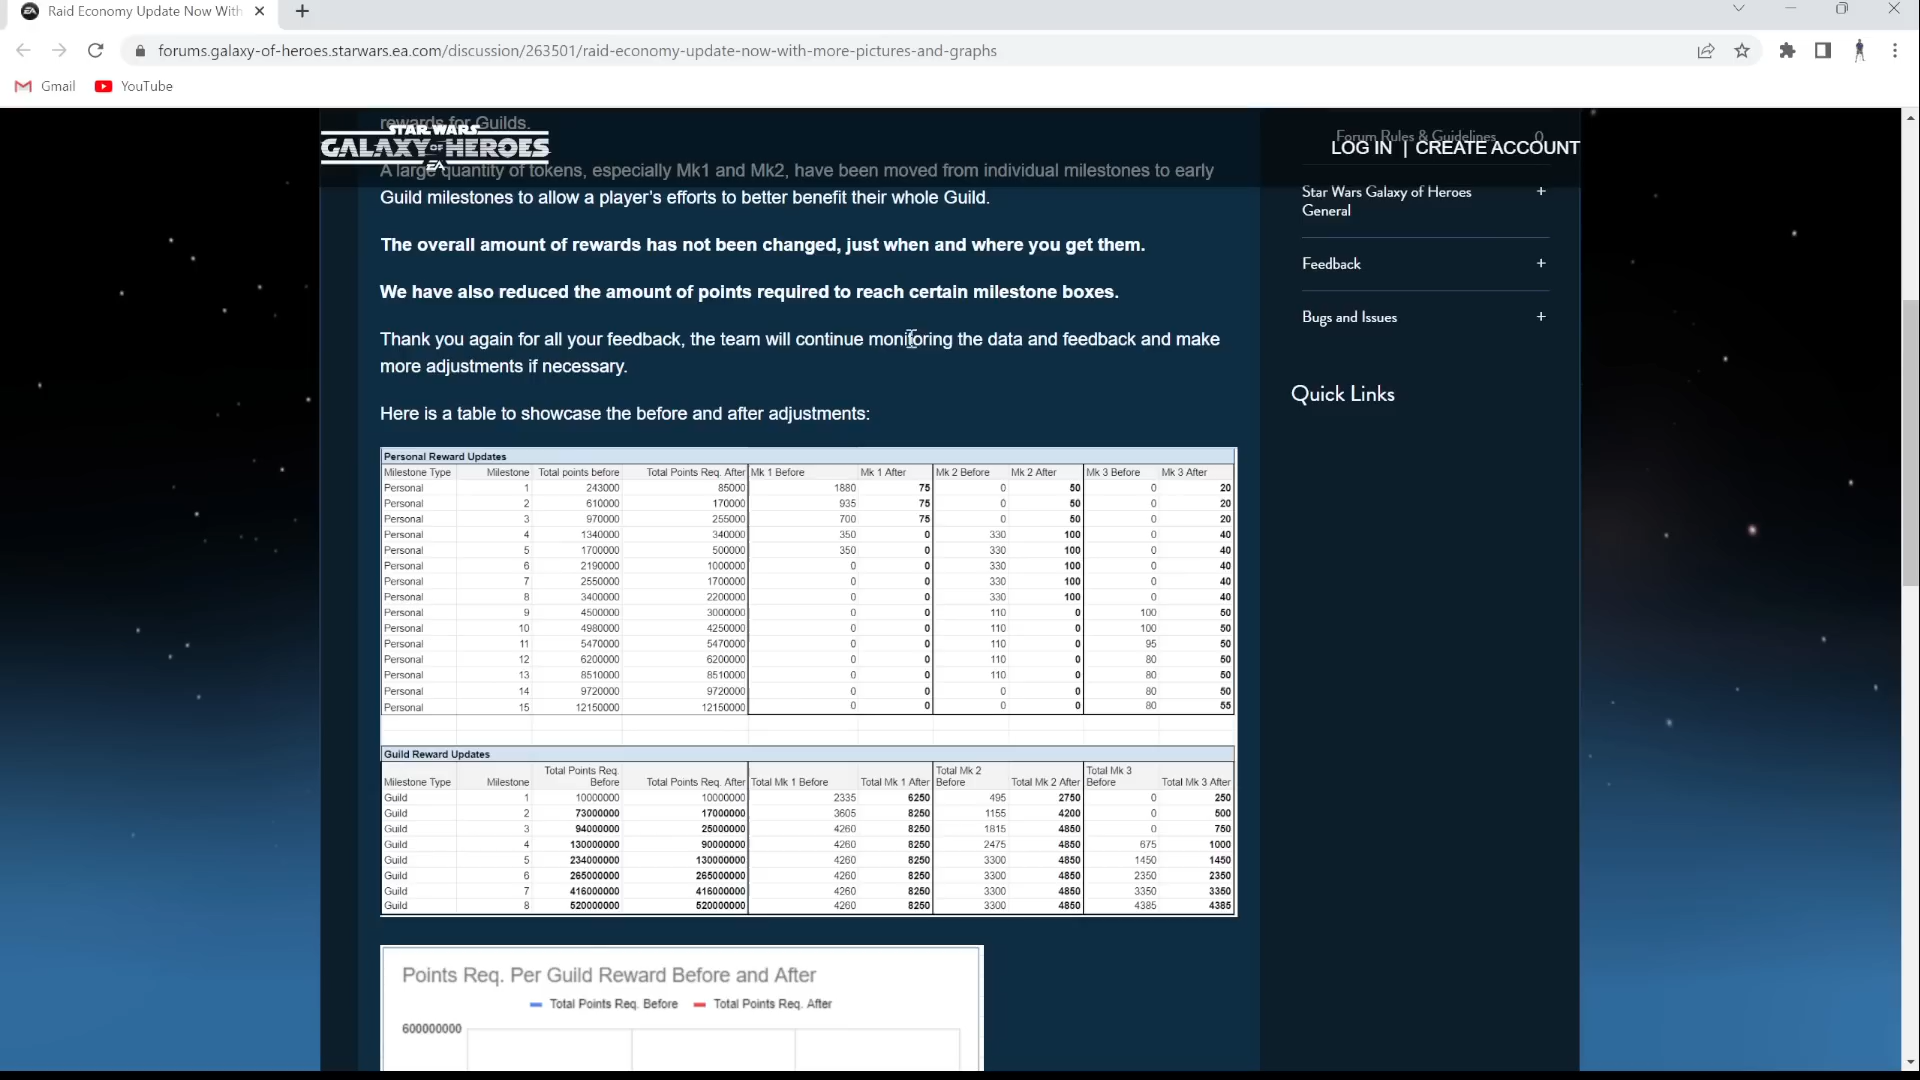 Raid Economy Update Now With
forums.galaxy-of-heroes.starwars.ea.com/discussion/263501/raid-economy-update-now-with-more-pictures-and-graphs
Gmail YouTube
rewards for Guilds.
STAR WARS
GALAXY OF HEROES
EA
Forum Rules & Guidelines 0
LOG IN | CREATE ACCOUNT
A large quantity of tokens, especially Mk1 and Mk2, have been moved from individual milestones to early
Guild milestones to allow a player's efforts to better benefit their whole Guild.
The overall amount of rewards has not been changed, just when and where you get them.
We have also reduced the amount of points required to reach certain milestone boxes.
Thank you again for all your feedback, the team will continue monitoring the data and feedback and make
more adjustments if necessary.
Here is a table to showcase the before and after adjustments:
Star Wars Galaxy of Heroes +
General
Feedback +
Bugs and Issues +
Quick Links
Personal Reward Updates
Milestone Type Milestone Total points before Total Points Req. After Mk 1 Before Mk 1 After Mk 2 Before Mk 2 After Mk 3 Before Mk 3 After
Personal 1 243000 85000 1880 75 0 50 0 20
Personal 2 610000 170000 935 75 0 50 0 20
Personal 3 970000 255000 700 75 0 50 0 20
Personal 4 1340000 340000 350 0 330 100 0 40
Personal 5 1700000 500000 350 0 330 100 0 40
Personal 6 2190000 1000000 0 0 330 100 0 40
Personal 7 2550000 1700000 0 0 330 100 0 40
Personal 8 3400000 2200000 0 0 330 100 0 40
Personal 9 4500000 3000000 0 0 110 0 100 50
Personal 10 4980000 4250000 0 0 110 0 100 50
Personal 11 5470000 5470000 0 0 110 0 95 50
Personal 12 6200000 6200000 0 0 110 0 80 50
Personal 13 8510000 8510000 0 0 110 0 80 50
Personal 14 9720000 9720000 0 0 0 0 80 50
Personal 15 12150000 12150000 0 0 0 0 80 55
Guild Reward Updates
Total Points Req. Total Mk 2 Total Mk 3
Milestone Type Milestone Before Total Points Req. After Total Mk 1 Before Total Mk 1 After Before Total Mk 2 After Before Total Mk 3 After
Guild 1 10000000 10000000 2335 6250 495 2750 0 250
Guild 2 73000000 17000000 3605 8250 1155 4200 0 500
Guild 3 94000000 25000000 4260 8250 1815 4850 0 750
Guild 4 130000000 90000000 4260 8250 2475 4850 675 1000
Guild 5 234000000 130000000 4260 8250 3300 4850 1450 1450
Guild 6 265000000 265000000 4260 8250 3300 4850 2350 2350
Guild 7 416000000 416000000 4260 8250 3300 4850 3350 3350
Guild 8 520000000 520000000 4260 8250 3300 4850 4385 4385
Points Req. Per Guild Reward Before and After
Total Points Req. Before Total Points Req. After
600000000